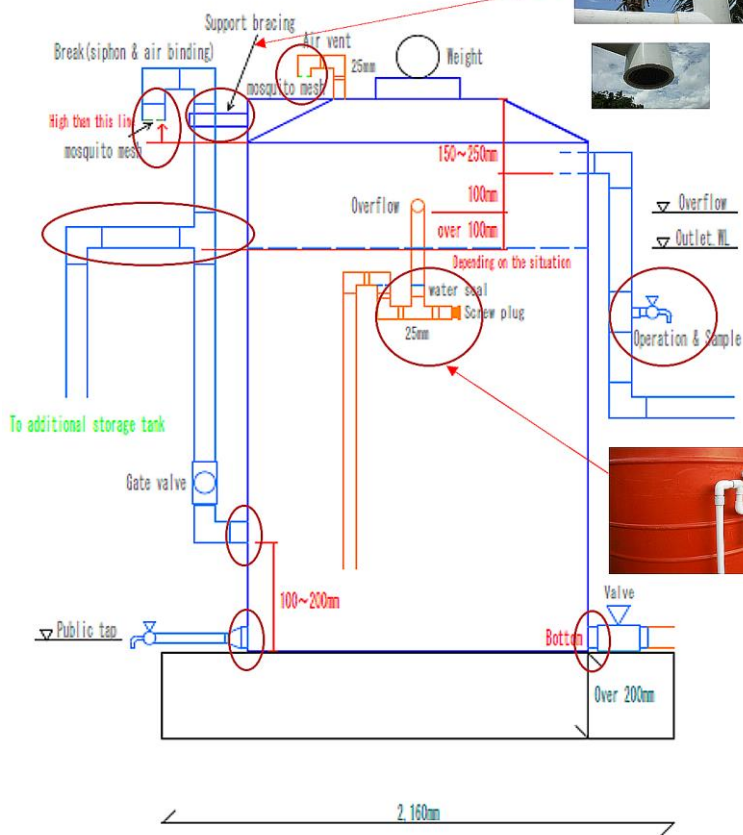 Support bracing
Air vent
Break(siphon & air binding)
25mm
Weight
mosquito mesh
High than this line
mosquito mesh
150~250mm
100mm
Overflow
over 100mm
Overflow
Outlet WL
Depending on the situation
water seal
Screw plug
25mm
Operation & Sample
To additional storage tank
Gate valve
100~200mm
Valve
Public tap
Bottom
Over 200mm
2,160mm